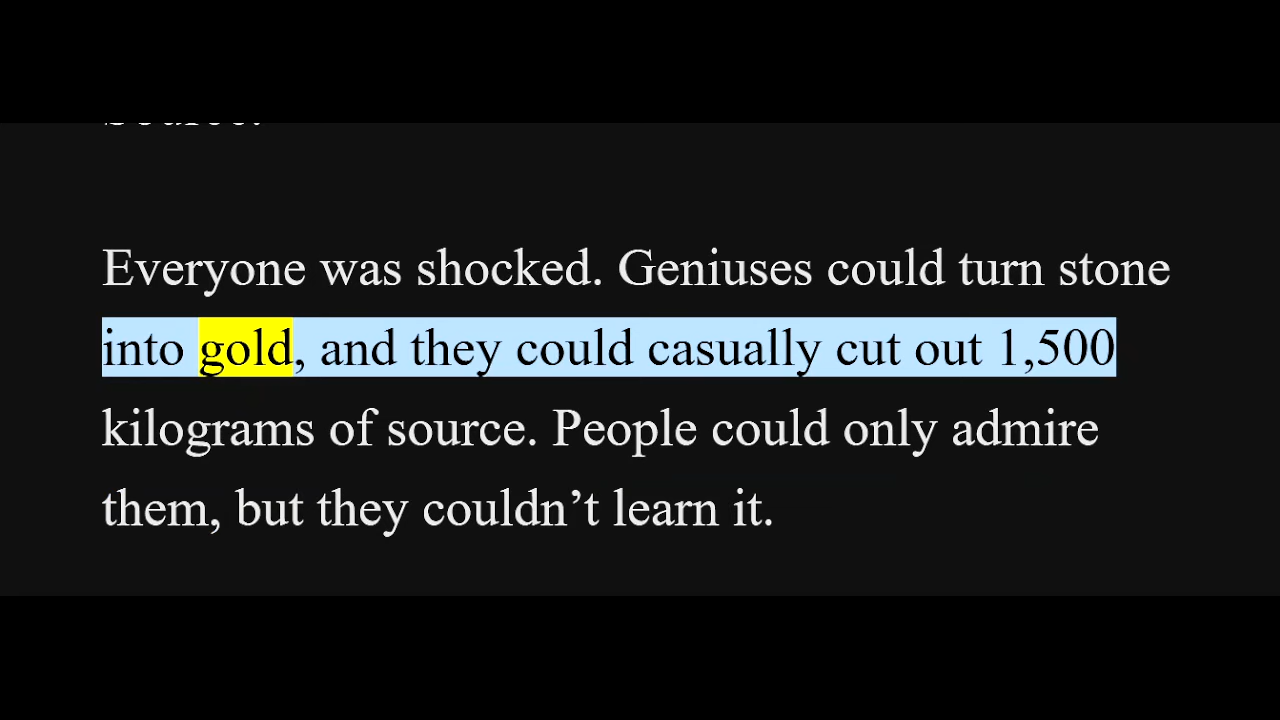 Everyone was shocked. Geniuses could turn stone
into gold, and they could casually cut out 1,500
kilograms of source. People could only admire
them, but they couldn’t learn it.